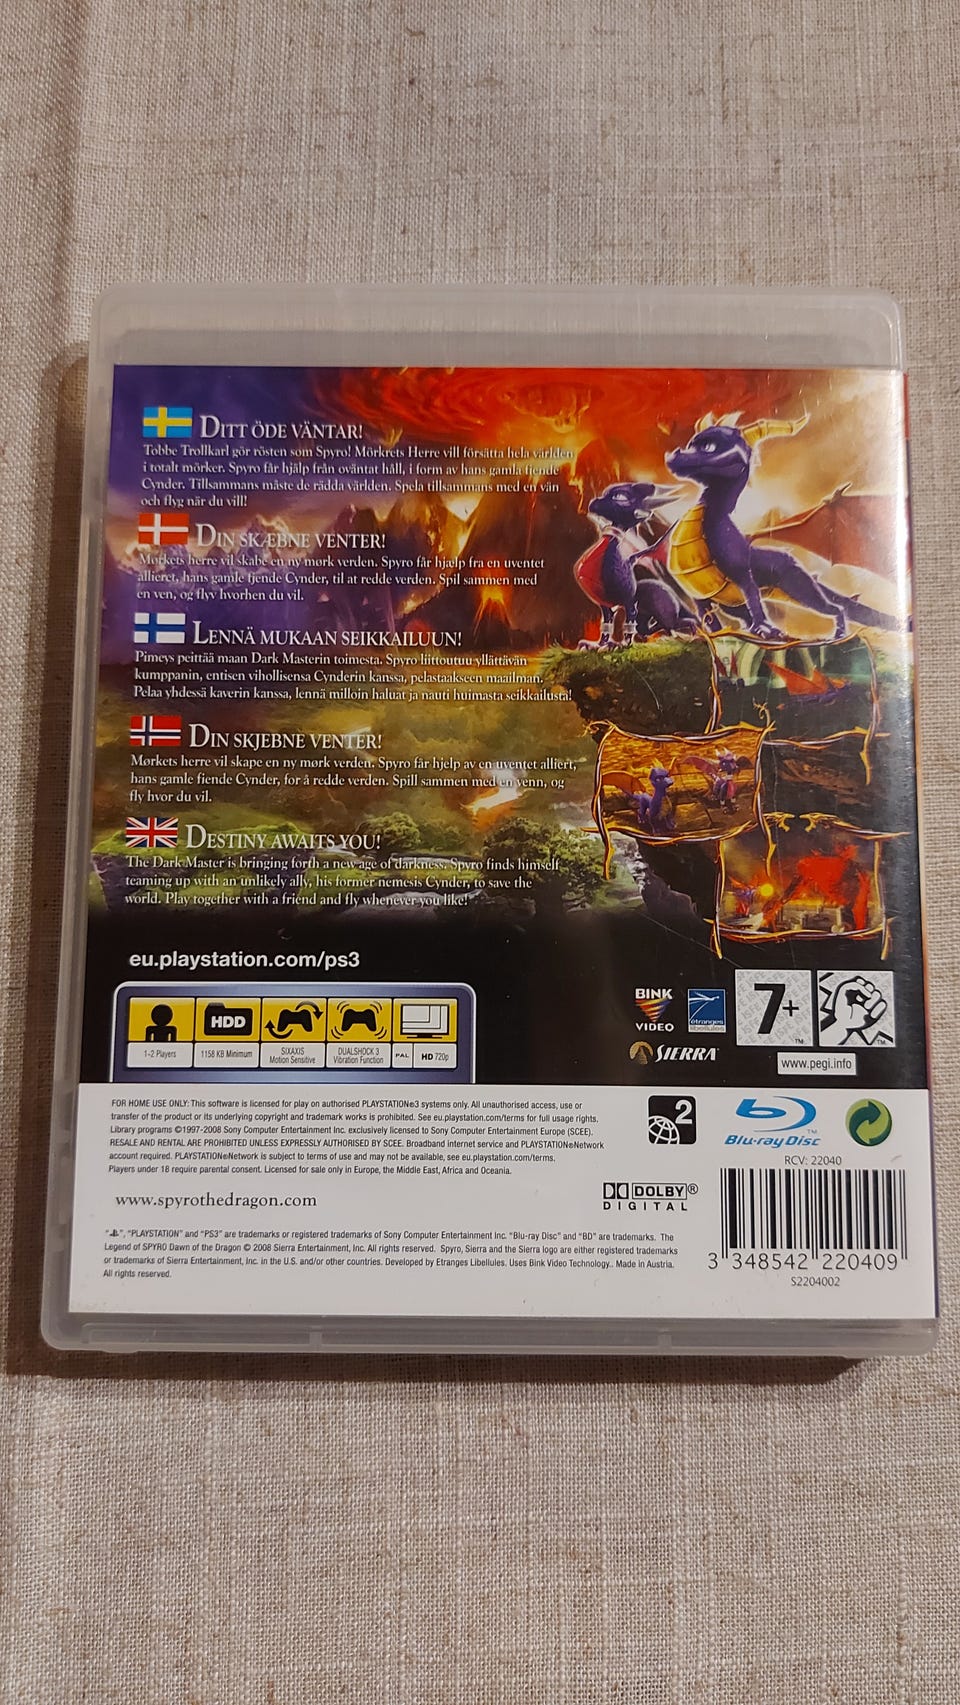 DITT ÖDE VÄNTAR!
Tobbe Trollkarl gör rösten som Spyro! Mörkrets Herre vill försätta hela världen
i totalt mörker. Spyro får hjälp från oväntat håll, i form av hans gamla fiende
Cynder. Tillsammans måste de rädda världen. Spela tillsammans med en vän
och flyg når du vill!
DIN SKÆBNE VENTER!
Mørkets herre vil skabe en ny mørk verden. Spyro får hjælp fra en uventet
allieret, hans gamle fjende Cynder, til at redde verden. Spil sammen med
en ven, og flyv hvorhen du vil.
LENNÄ MUKAAN SEIKKAILUUN!
Pimeys peittää maan Dark Masterin toimesta. Spyro liittoutuu yllättävän
kumppanin, entisen vihollisensa Cynderin kanssa, pelastaakseen maailman.
Pelaa yhdessä kaverin kanssa, lennä milloin haluat ja nauti huimasta seikkailusta!
DIN SKJEBNE VENTER!
Mørkets herre vil skape en ny mørk verden. Spyro får hjelp av en uventet alliert,
hans gamle fiende Cynder, for å redde verden. Spill sammen med en venn, og
fly hvor du vil.
DESTINY AWAITS YOU!
The Dark Master is bringing forth a new age of darkness. Spyro finds himself
teaming up with an unlikely ally, his former nemesis Cynder, to save the
world. Play together with a friend and fly whenever you like!
eu.playstation.com/ps3
HDD
1-2 Players
1158 KB Minimum
SIXAXIS
Motion Sensitive
DUALSHOCK 3
Vibration Function
PAL
HD 720p
BINK
VIDEO
étranges
libellules
SIERRA
7+
™
™
www.pegi.info
FOR HOME USE ONLY: This software is licensed for play on authorised PLAYSTATION®3 systems only. All unauthorised access, use or
transfer of the product or its underlying copyright and trademark works is prohibited. See eu.playstation.com/terms for full usage rights.
Library programs ©1997-2008 Sony Computer Entertainment Inc. exclusively licensed to Sony Computer Entertainment Europe (SCEE).
RESALE AND RENTAL ARE PROHIBITED UNLESS EXPRESSLY AUTHORISED BY SCEE. Broadband internet service and PLAYSTATION®Network
account required. PLAYSTATION®Network is subject to terms of use and may not be available, see eu.playstation.com/terms.
Players under 18 require parental consent. Licensed for sale only in Europe, the Middle East, Africa and Oceania.
2
Blu-ray Disc
™
RCV: 22040
www.spyrothedragon.com
DOLBY®
DIGITAL
" ", "PLAYSTATION" and "PS3" are trademarks or registered trademarks of Sony Computer Entertainment Inc. "Blu-ray Disc" and "BD" are trademarks. The
Legend of SPYRO Dawn of the Dragon © 2008 Sierra Entertainment, Inc. All rights reserved. Spyro, Sierra and the Sierra logo are either registered trademarks
or trademarks of Sierra Entertainment, Inc. in the U.S. and/or other countries. Developed by Etranges Libellules. Uses Bink Video Technology.. Made in Austria.
All rights reserved.
3 348542 220409
S2204002